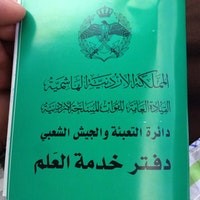 المملكة الأردنية الهاشمية
القيادة العامة للقوات المسلحة الأردنية
دائرة التعبئة والجيش الشعبي
دفتر خدمة العلم